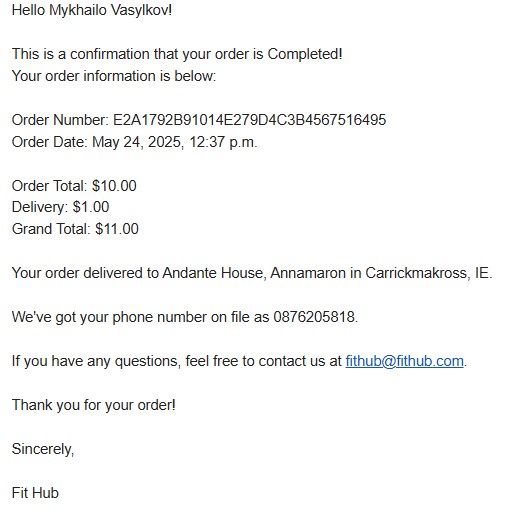 Hello Mykhailo Vasylkov!
This is a confirmation that your order is Completed!
Your order information is below:
Order Number: E2A1792B91014E279D4C3B4567516495
Order Date: May 24, 2025, 12:37 p.m.
Order Total: $10.00
Delivery: $1.00
Grand Total: $11.00
Your order delivered to Andante House, Annamaron in Carrickmakross, IE.
We've got your phone number on file as 0876205818.
If you have any questions, feel free to contact us at fithub@fithub.com.
Thank you for your order!
Sincerely,
Fit Hub